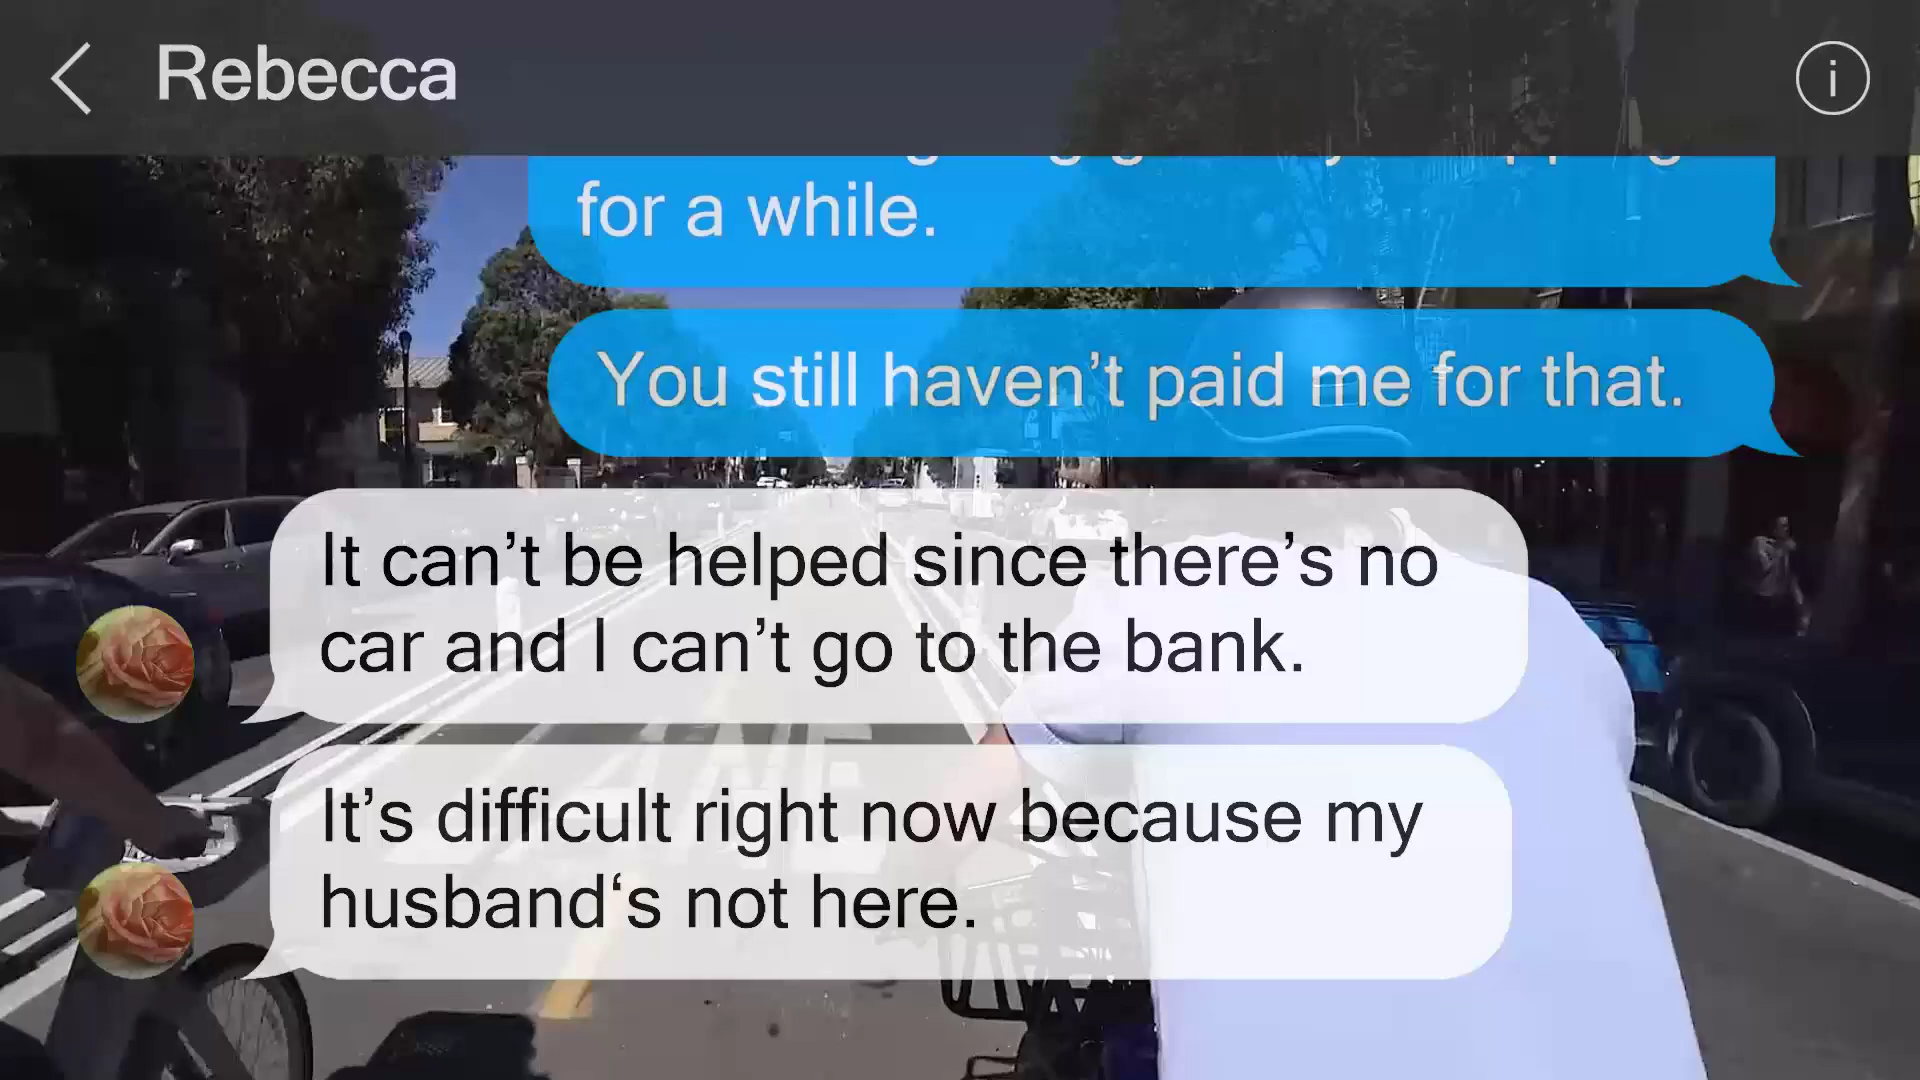 Rebecca
for a while.
You still haven’t paid me for that.
It can’t be helped since there’s no
car and I can’t go to the bank.
It’s difficult right now because my
husband‘s not here.